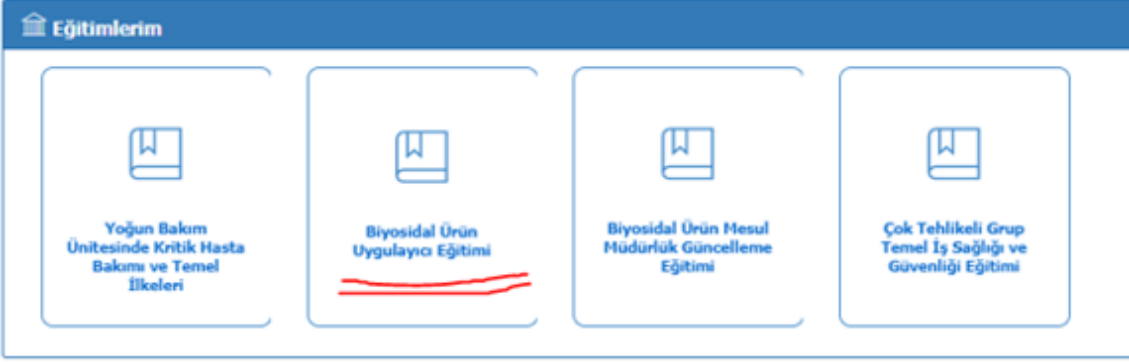 Eğitimlerim
Yoğun Bakım
Ünitesinde Kritik Hasta
Bakımı ve Temel
İlkeleri
Biyosidal Ürün
Uygulayıcı Eğitimi
Biyosidal Ürün Mesul
Müdürlük Güncelleme
Eğitimi
Çok Tehlikeli Grup
Temel İş Sağlığı ve
Güvenliği Eğitimi